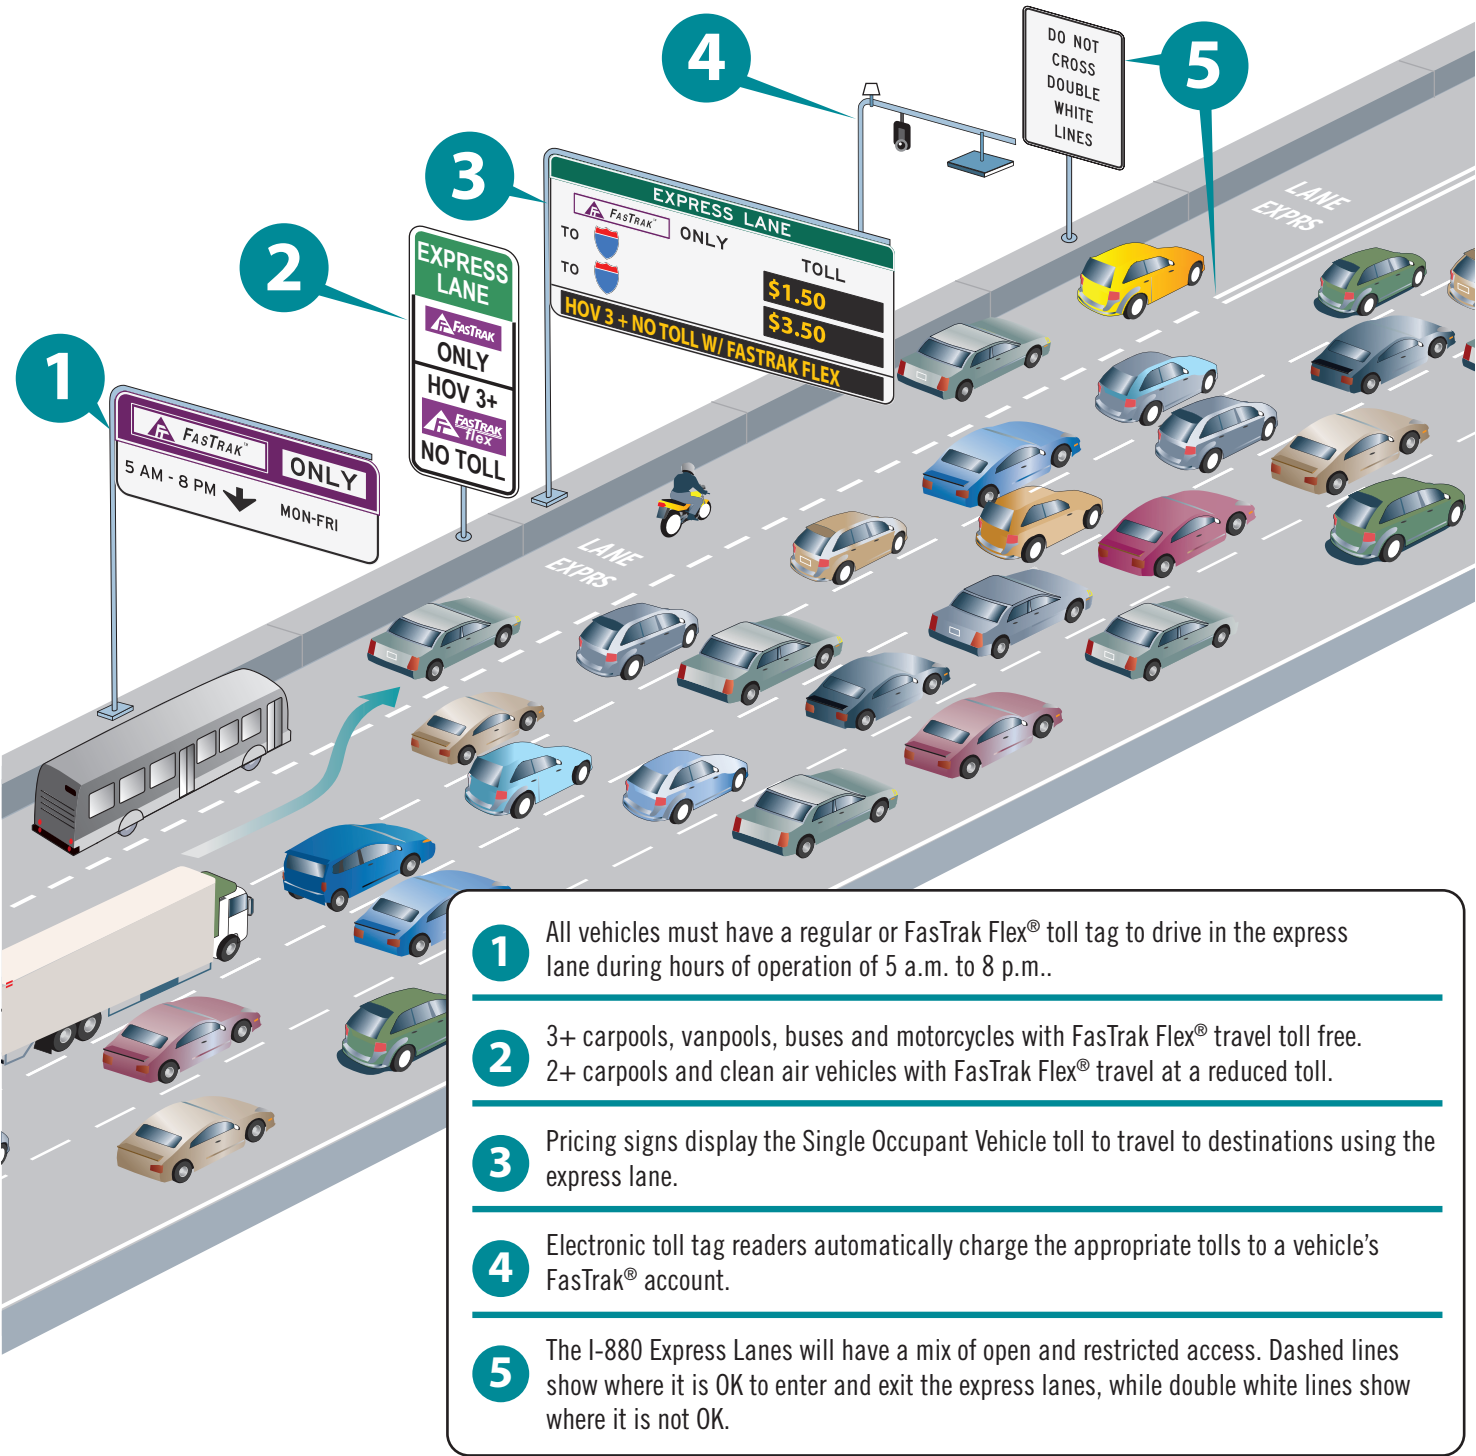 1
FASTRAK™
ONLY
5 AM - 8 PM
MON-FRI
2
EXPRESS
LANE
FASTRAK
ONLY
HOV 3+
FASTRAK
flex
NO TOLL
3
EXPRESS LANE
FASTRAK™ ONLY
TO
TO
TOLL
$1.50
$3.50
HOV 3 + NO TOLL W/ FASTRAK FLEX
4
5
DO NOT
CROSS
DOUBLE
WHITE
LINES
LANE
EXPRS
LANE
EXPRS
1 All vehicles must have a regular or FasTrak Flex® toll tag to drive in the express
lane during hours of operation of 5 a.m. to 8 p.m..
2 3+ carpools, vanpools, buses and motorcycles with FasTrak Flex® travel toll free.
2+ carpools and clean air vehicles with FasTrak Flex® travel at a reduced toll.
3 Pricing signs display the Single Occupant Vehicle toll to travel to destinations using the
express lane.
4 Electronic toll tag readers automatically charge the appropriate tolls to a vehicle’s
FasTrak® account.
5 The I-880 Express Lanes will have a mix of open and restricted access. Dashed lines
show where it is OK to enter and exit the express lanes, while double white lines show
where it is not OK.